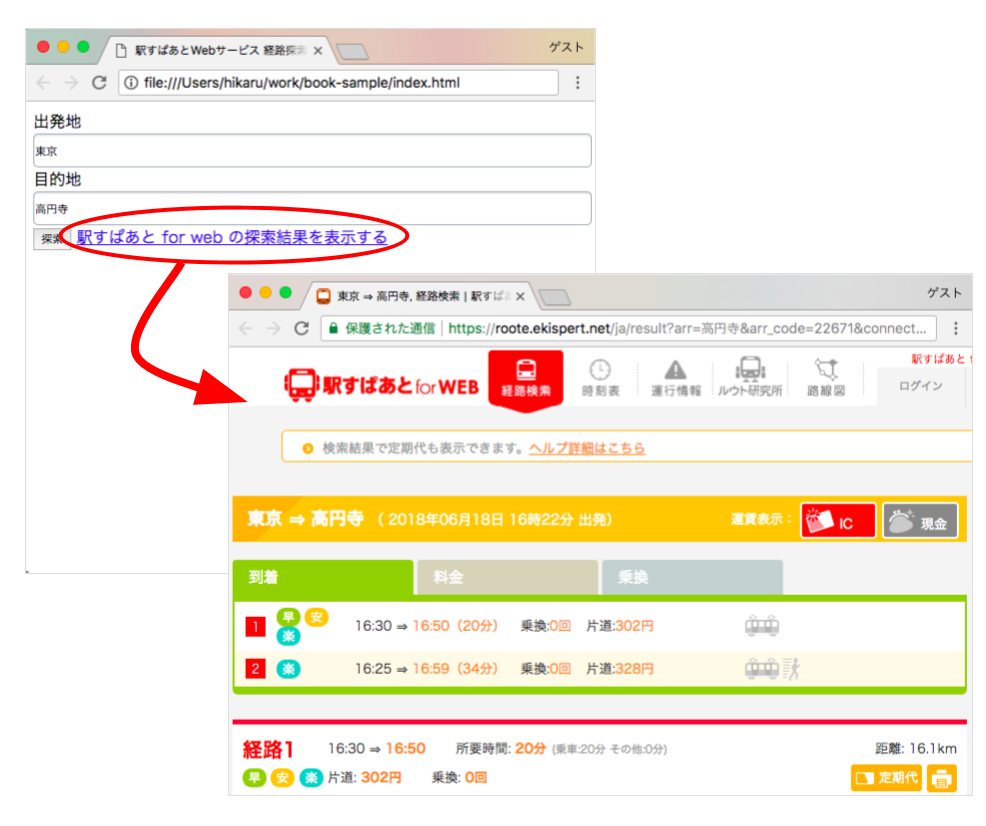 駅すぱあとWebサービス 経路探索
ゲスト
file:///Users/hikaru/work/book-sample/index.html
出発地
東京
目的地
高円寺
探索 駅すぱあと for web の探索結果を表示する
東京 ⇒ 高円寺, 経路検索 | 駅すぱあ
ゲスト
保護された通信 | https://roote.ekispert.net/ja/result?arr=高円寺&arr_code=22671&connect...
駅すぱあと
駅すぱあと for WEB 経路検索 時刻表 運行情報 ルウト研究所 路線図 ログイン
検索結果で定期代も表示できます。ヘルプ詳細はこちら
東京 ⇒ 高円寺 ( 2018年06月18日 16時22分 出発) 運賃表示 : IC 現金
到着 料金 乗換
1 早 安 楽 16:30 ⇒ 16:50 (20分) 乗換:0回 片道:302円
2 楽 16:25 ⇒ 16:59 (34分) 乗換:0回 片道:328円
経路1 16:30 ⇒ 16:50 所要時間: 20分 (乗車:20分 その他:0分) 距離: 16.1km
早 安 楽 片道: 302円 乗換: 0回 定期代